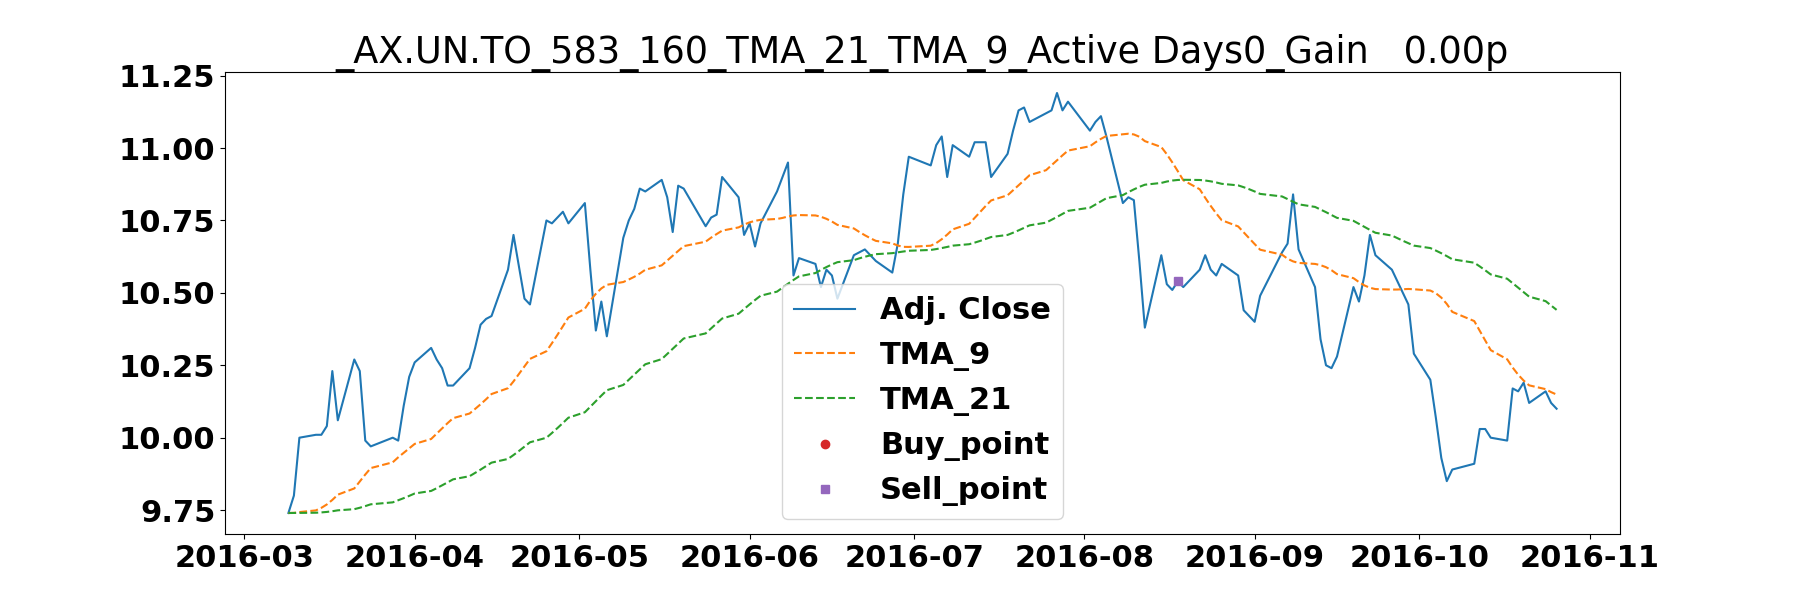 _AX.UN.TO_583_160_TMA_21_TMA_9_Active Days0_Gain   0.00p
11.25
11.00
10.75
10.50
10.25
10.00
9.75
Adj. Close
TMA_9
TMA_21
Buy_point
Sell_point
2016-03 2016-04 2016-05 2016-06 2016-07 2016-08 2016-09 2016-10 2016-11